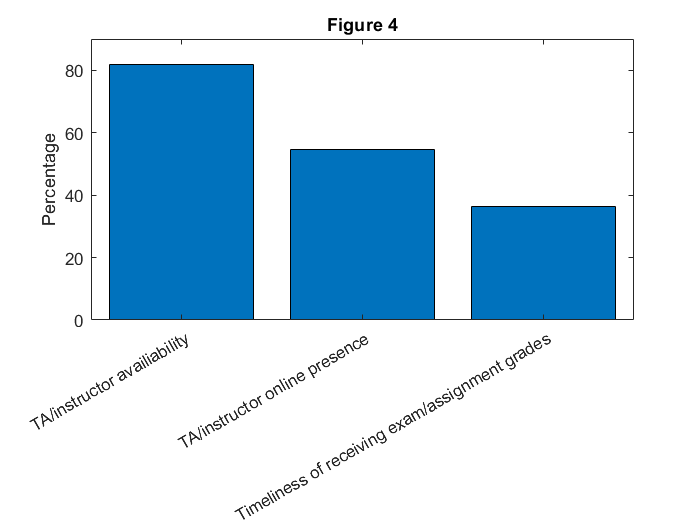 Figure 4
Percentage
80
60
40
20
0
TA/instructor availiability
TA/instructor online presence
Timeliness of receiving exam/assignment grades